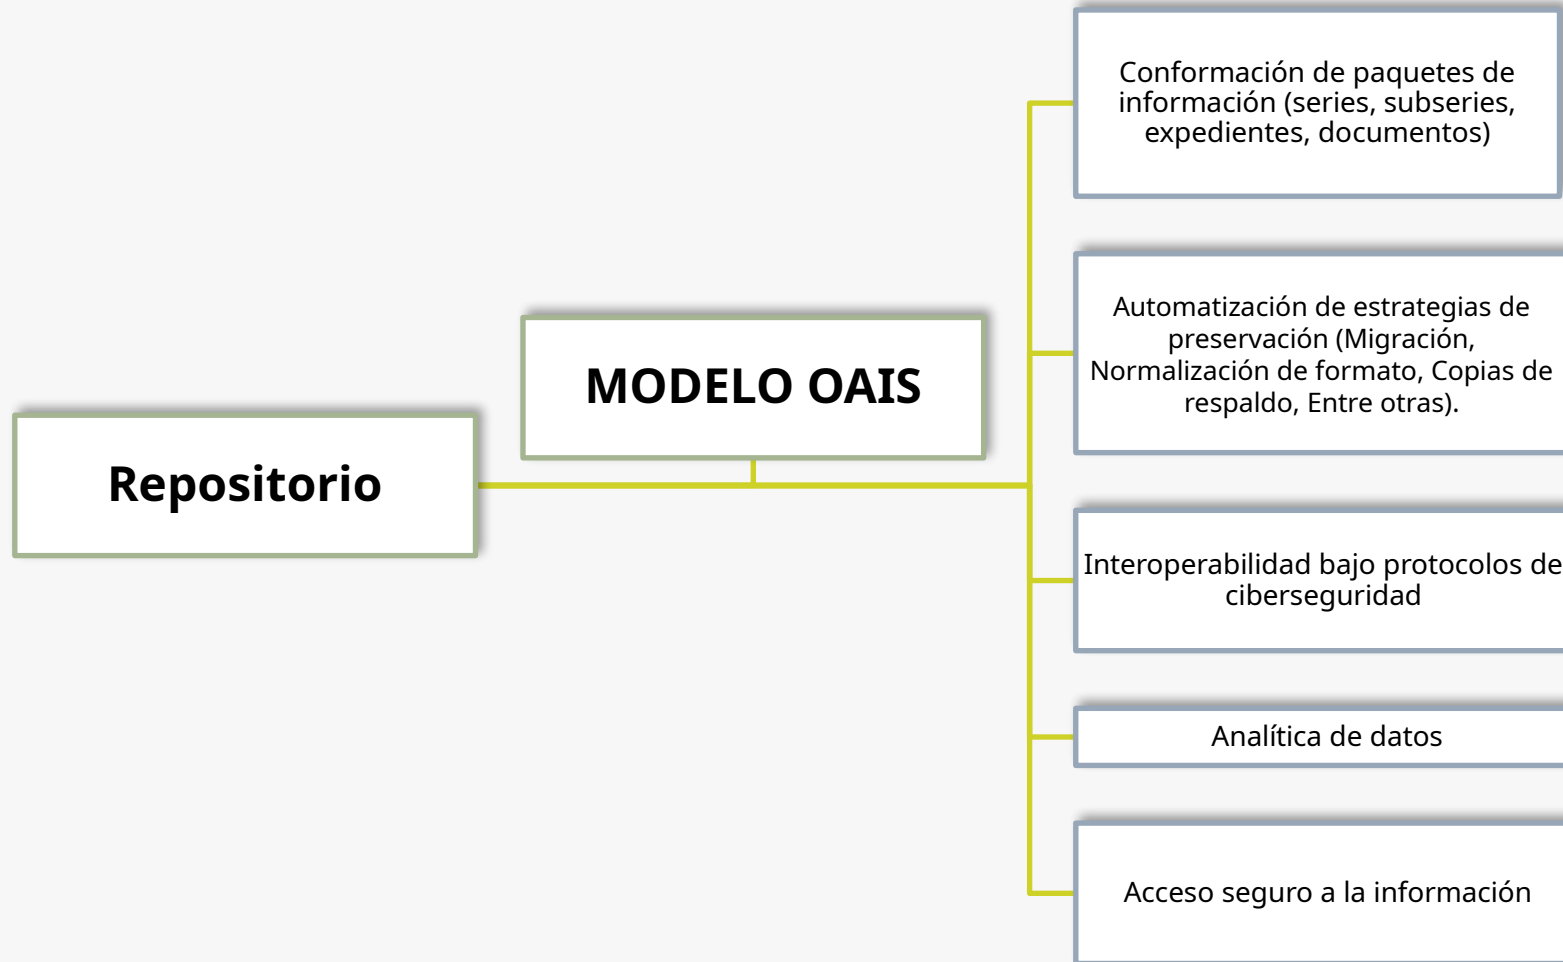 Repositorio
MODELO OAIS
Conformación de paquetes de
información (series, subseries,
expedientes, documentos)
Automatización de estrategias de
preservación (Migración,
Normalización de formato, Copias de
respaldo, Entre otras).
Interoperabilidad bajo protocolos de
ciberseguridad
Analítica de datos
Acceso seguro a la información